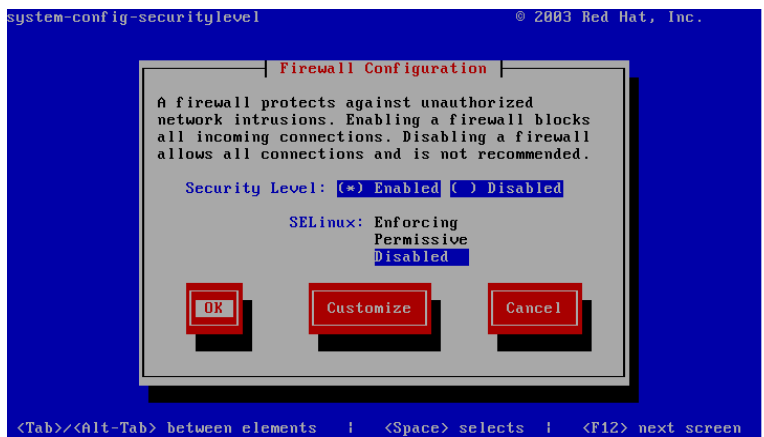 system-config-securitylevel © 2003 Red Hat, Inc.
Firewall Configuration
A firewall protects against unauthorized
network intrusions. Enabling a firewall blocks
all incoming connections. Disabling a firewall
allows all connections and is not recommended.
Security Level: (*) Enabled ( ) Disabled
SELinux: Enforcing
Permissive
Disabled
OK Customize Cancel
<Tab>/<Alt-Tab> between elements | <Space> selects | <F12> next screen